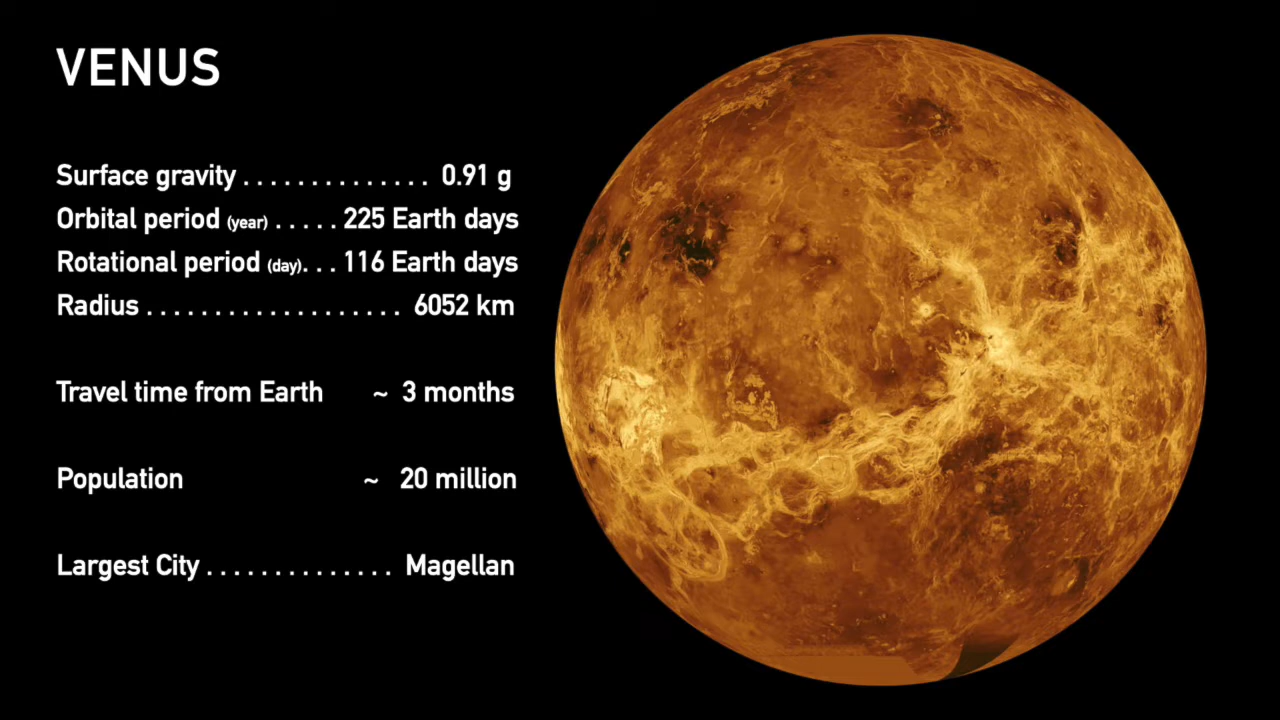 VENUS
Surface gravity . . . . . . . . . . . . . . 0.91 g
Orbital period (year) . . . . . 225 Earth days
Rotational period (day). . . 116 Earth days
Radius . . . . . . . . . . . . . . . . . . . 6052 km
Travel time from Earth ~ 3 months
Population ~ 20 million
Largest City . . . . . . . . . . . . . . Magellan